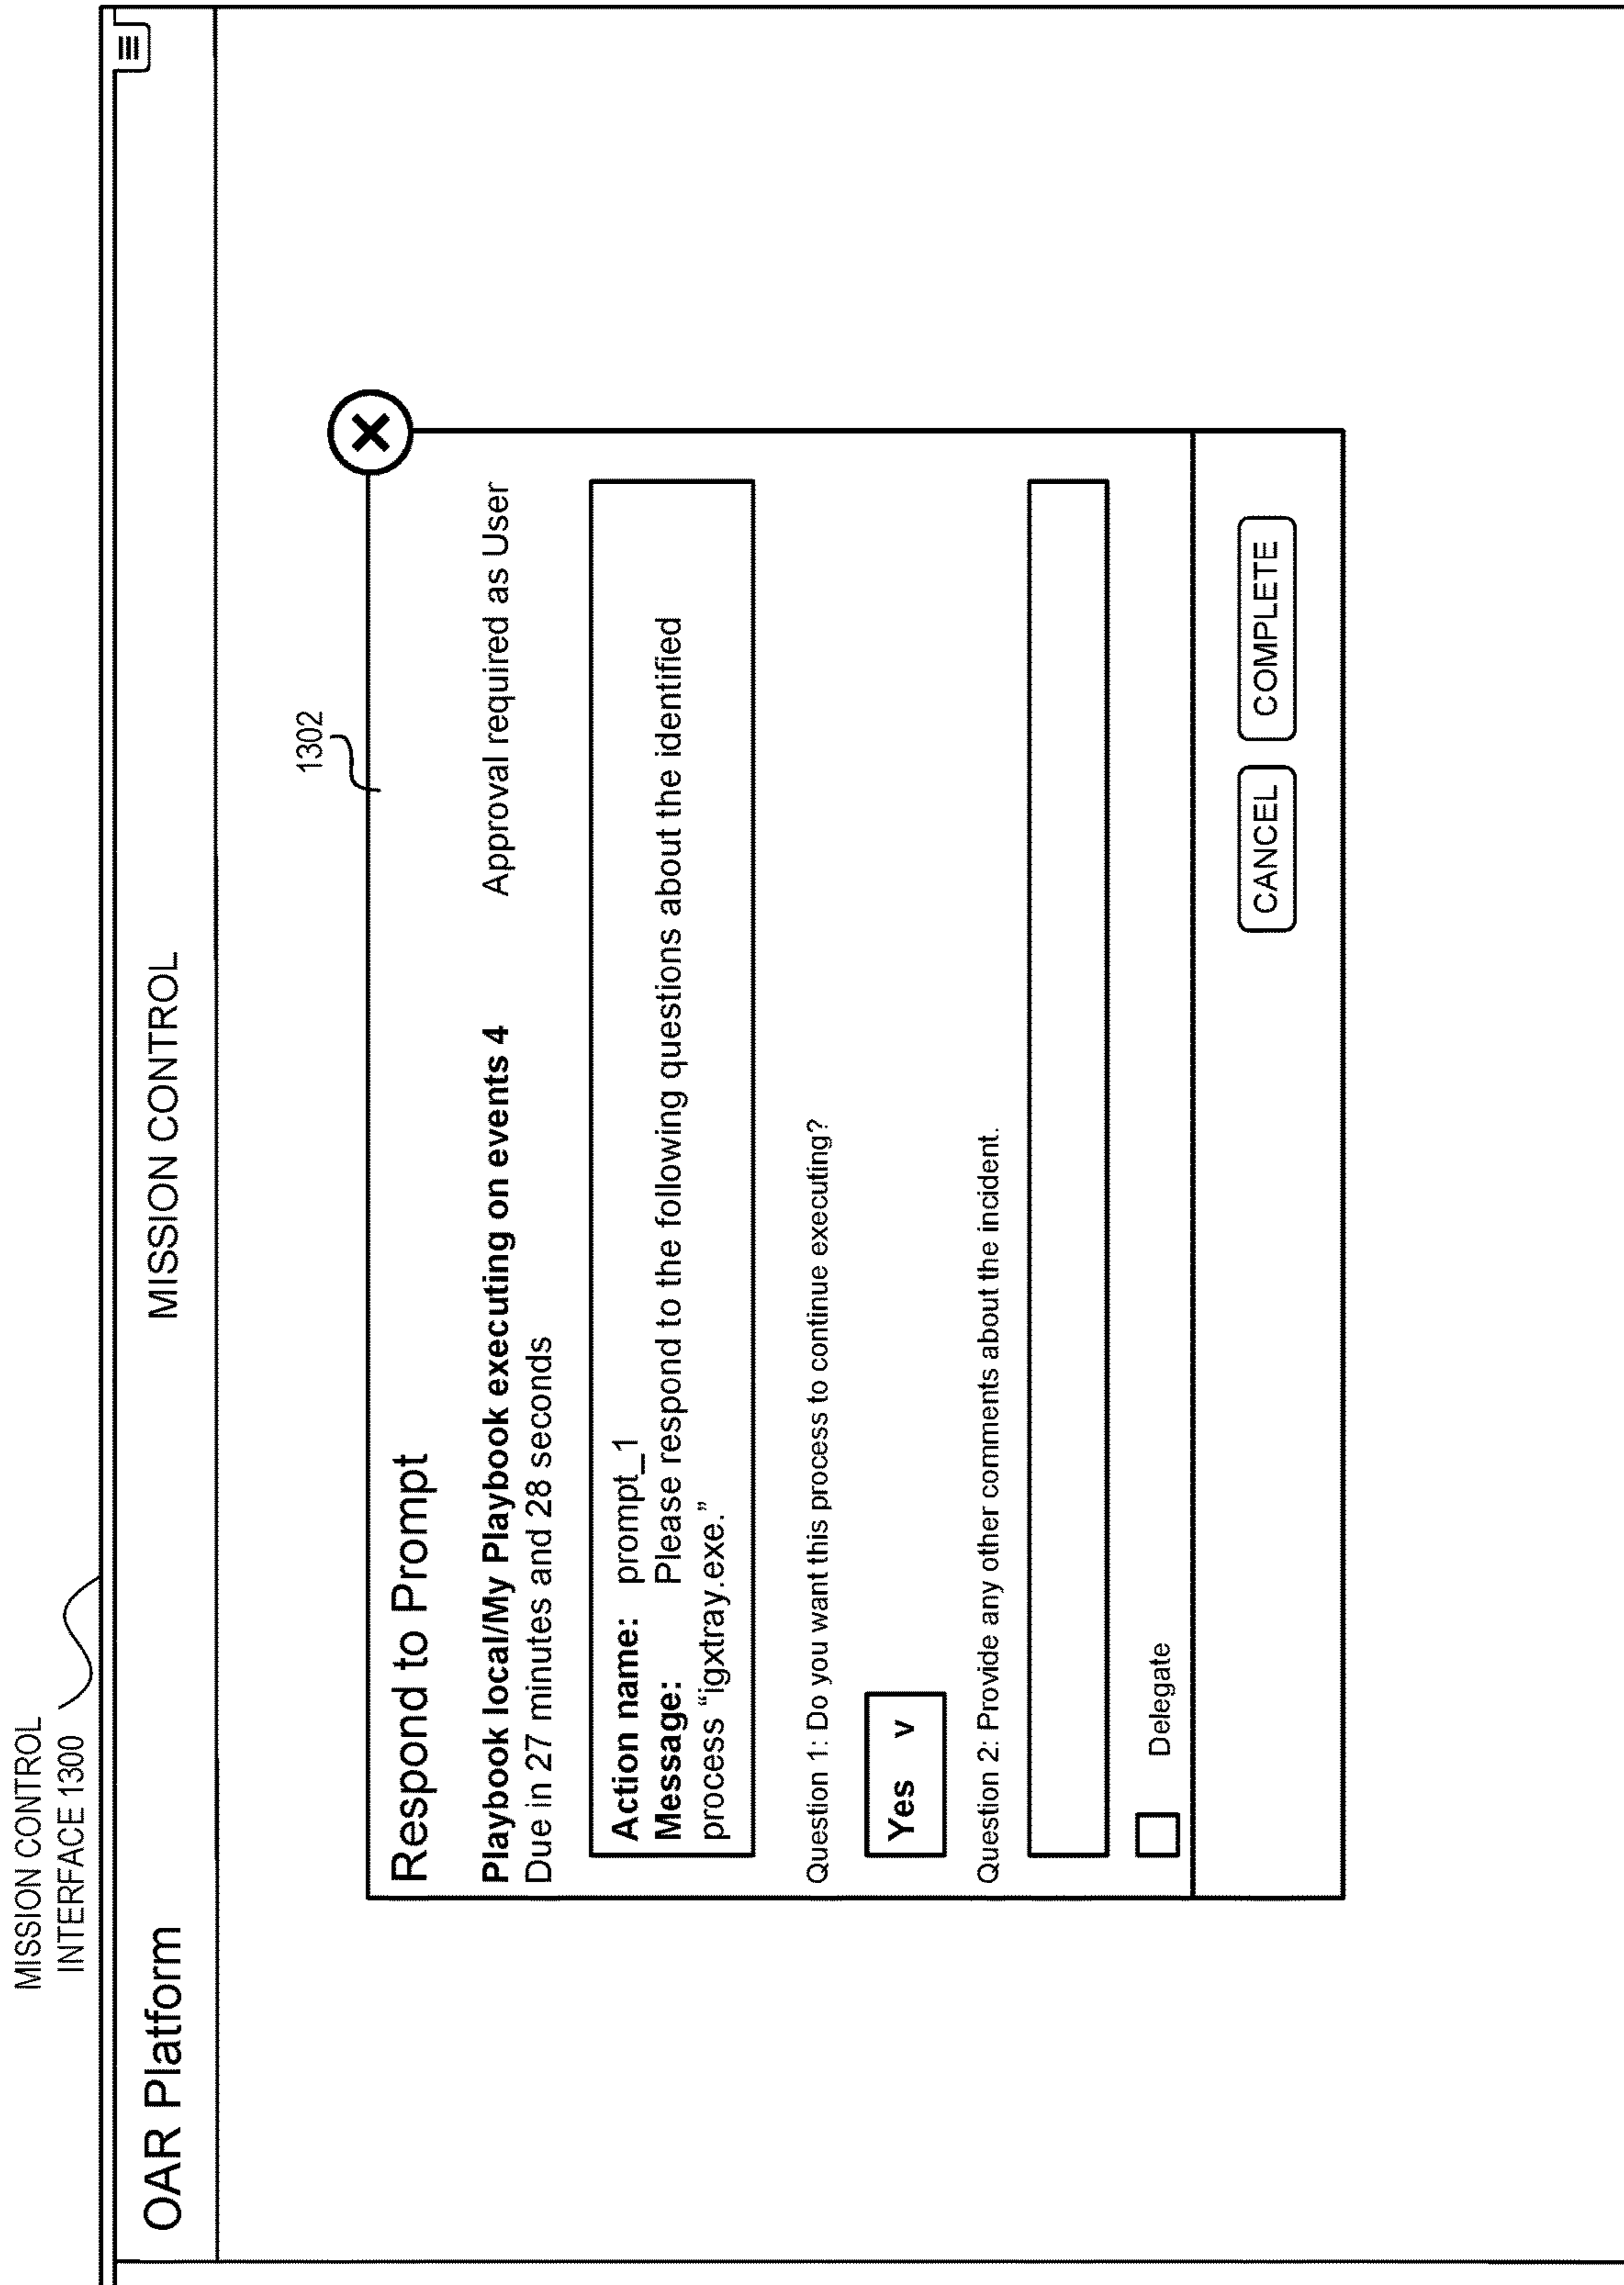 MISSION CONTROL
INTERFACE 1300
OAR Platform
MISSION CONTROL
1302
Respond to Prompt
Playbook local/My Playbook executing on events 4
Approval required as User
Due in 27 minutes and 28 seconds
Action name: prompt_1
Message: Please respond to the following questions about the identified
process “igxtray.exe.”
Question 1: Do you want this process to continue executing?
Yes v
Question 2: Provide any other comments about the incident.
Delegate
CANCEL
COMPLETE